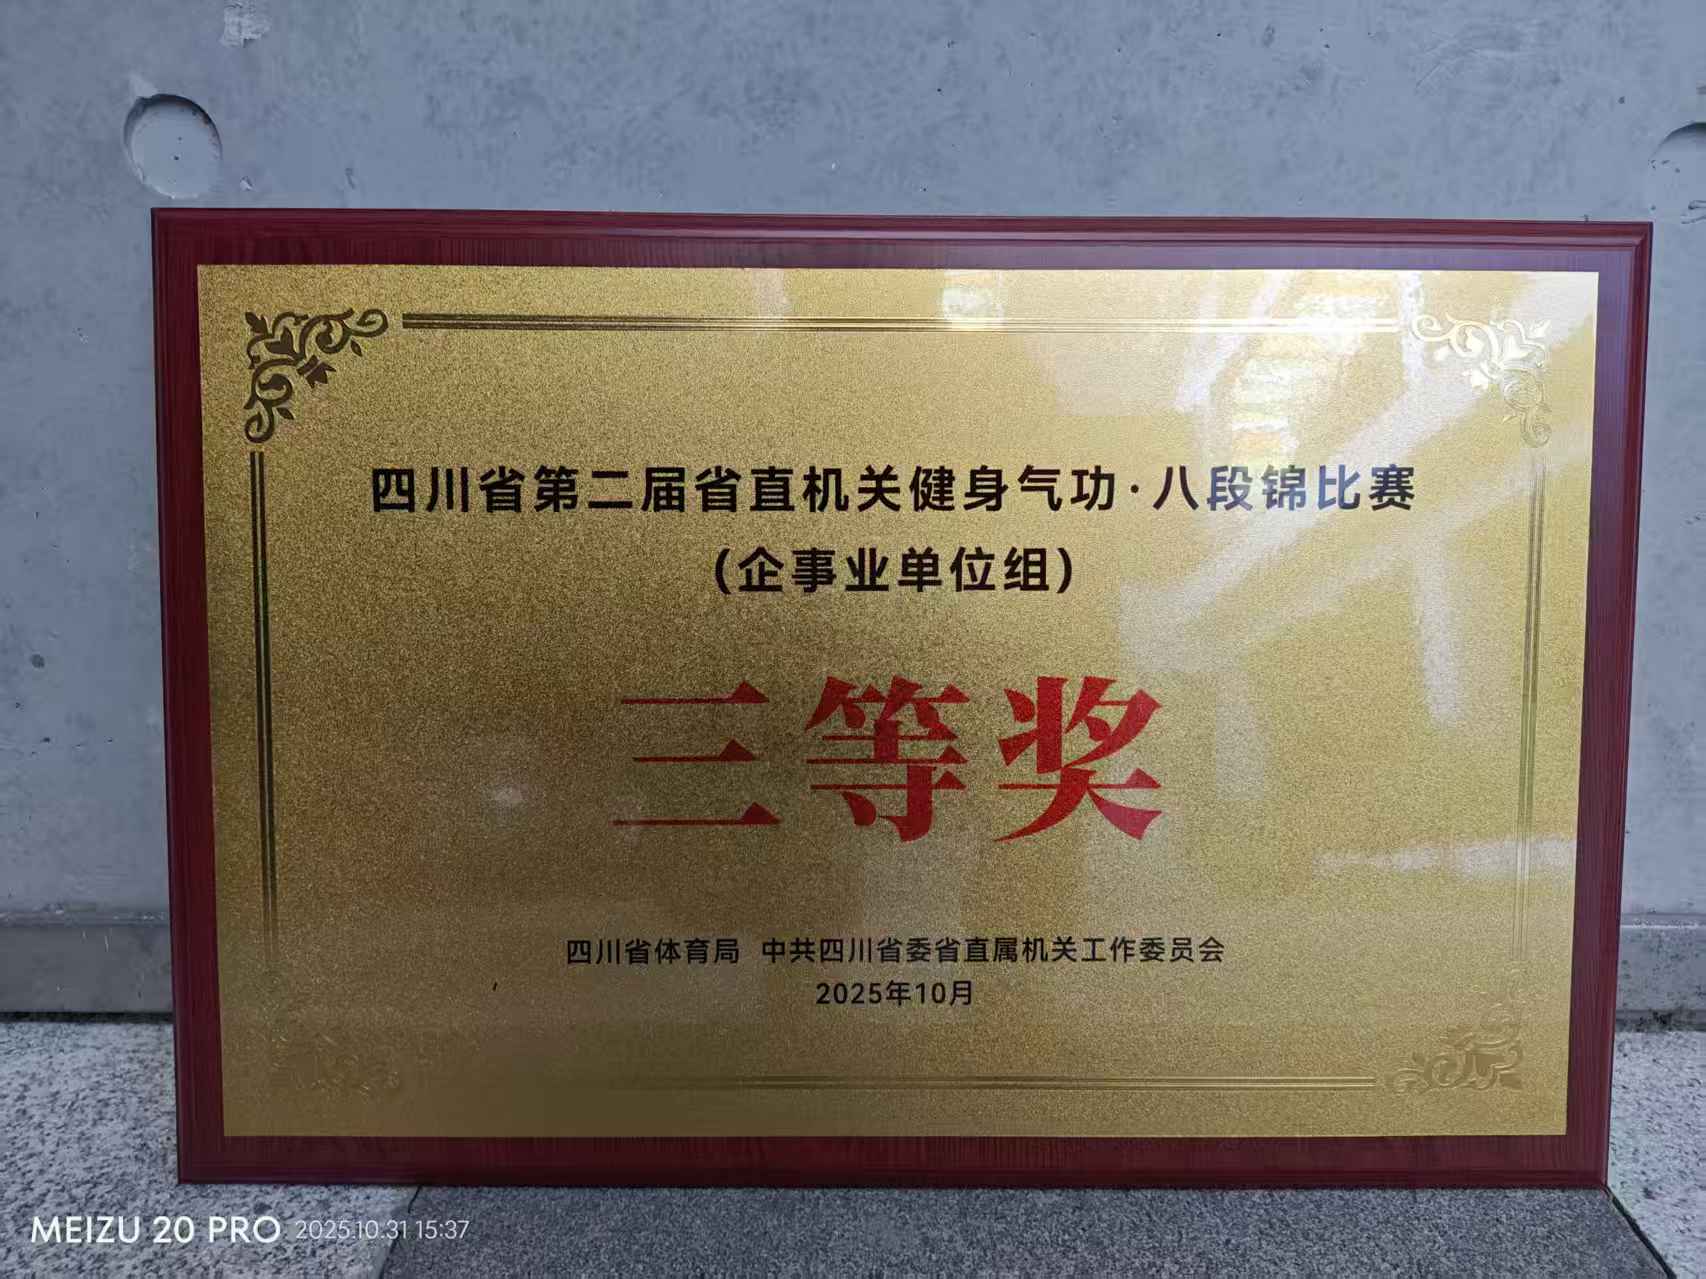 四川省第二届省直机关健身气功·八段锦比赛
(企事业单位组)
三等奖
四川省体育局 中共四川省委省直属机关工作委员会
2025年10月
MEIZU 20 PRO 2025.10.31 15:37